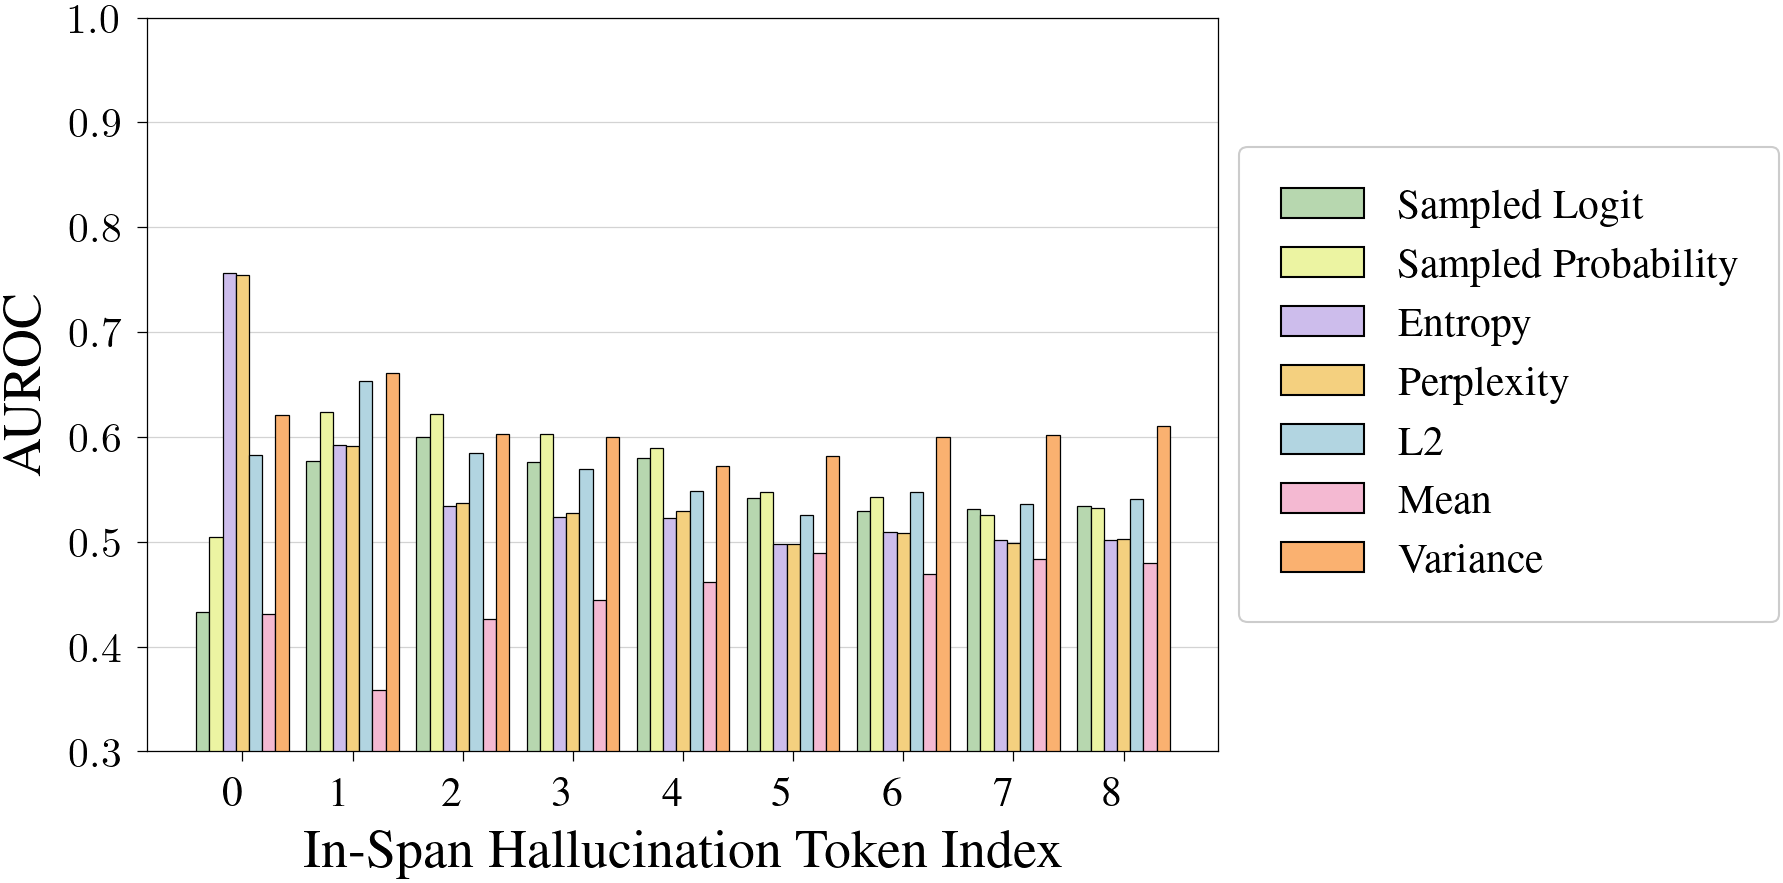 1.0
0.9
0.8
0.7
0.6
0.5
0.4
0.3
AUROC
0 1 2 3 4 5 6 7 8
In-Span Hallucination Token Index
Sampled Logit
Sampled Probability
Entropy
Perplexity
L2
Mean
Variance